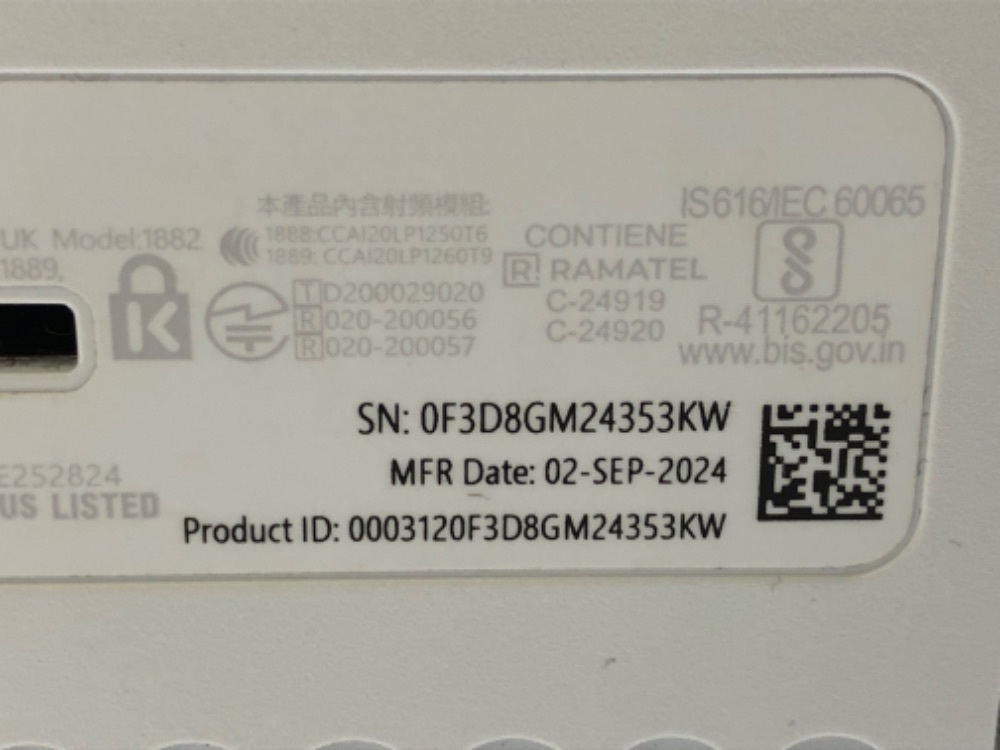 本產品內含射頻模組:
IS616/IEC 60065
UK Model:1882
1888:CCAI20LP1250T6
1889,
1889: CCAI20LP1260T9
CONTIENE
R! RAMATEL
C-24919
C-24920
T D200029020
R 020-200056
R 020-200057
R-41162205
www.bis.gov.in
SN: 0F3D8GM24353KW
MFR Date: 02-SEP-2024
E252824
US LISTED
Product ID: 0003120F3D8GM24353KW